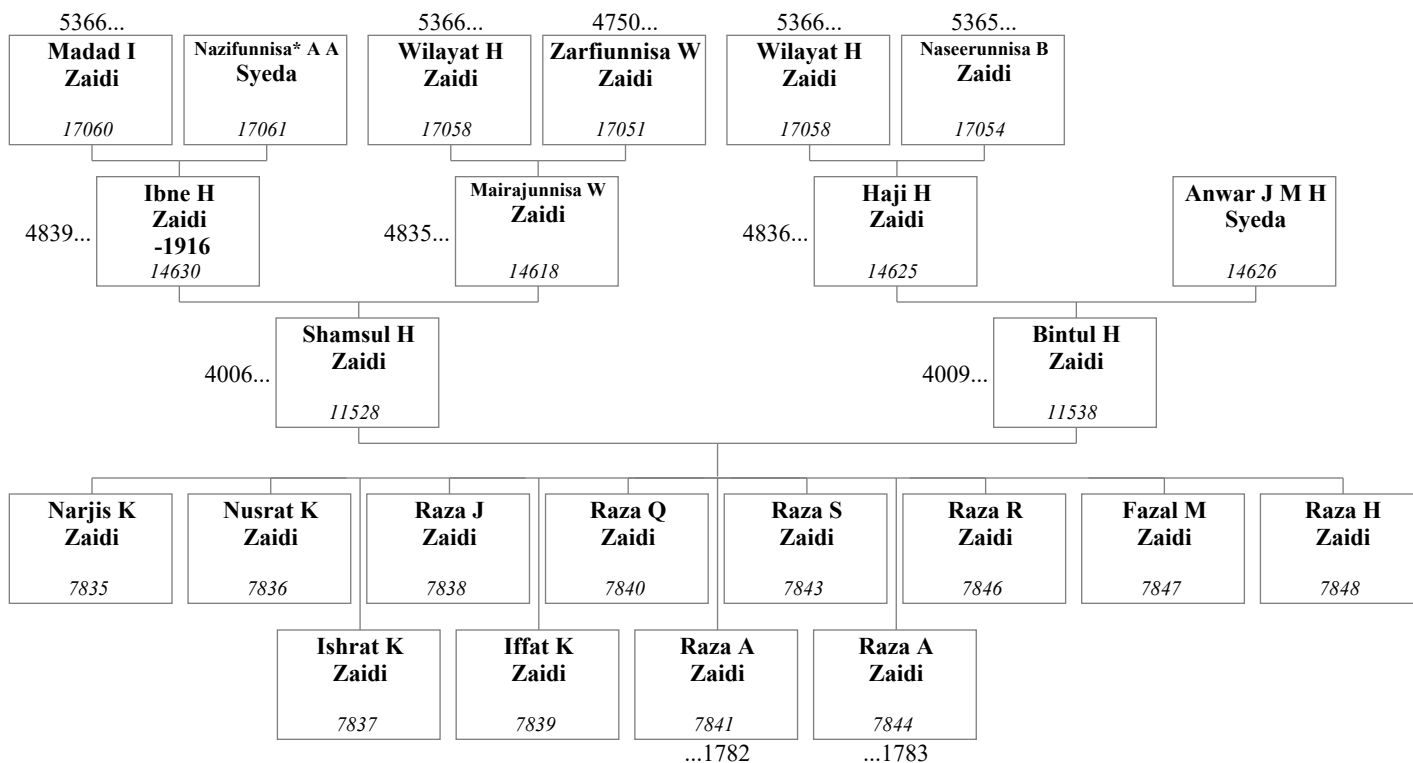 5366...
5366...
4750...
5366...
5365...
Madad I
Zaidi
17060
Nazifunnisa* A A
Syeda
17061
Wilayat H
Zaidi
17058
Zarfiunnisa W
Zaidi
17051
Wilayat H
Zaidi
17058
Naseerunnisa B
Zaidi
17054
4839...
Ibne H
Zaidi
-1916
14630
4835...
Mairajunnisa W
Zaidi
14618
4836...
Haji H
Zaidi
14625
Anwar J M H
Syeda
14626
4006...
Shamsul H
Zaidi
11528
4009...
Bintul H
Zaidi
11538
Narjis K
Zaidi
7835
Nusrat K
Zaidi
7836
Raza J
Zaidi
7838
Raza Q
Zaidi
7840
Raza S
Zaidi
7843
Raza R
Zaidi
7846
Fazal M
Zaidi
7847
Raza H
Zaidi
7848
Ishrat K
Zaidi
7837
Iffat K
Zaidi
7839
Raza A
Zaidi
7841
...1782
Raza A
Zaidi
7844
...1783